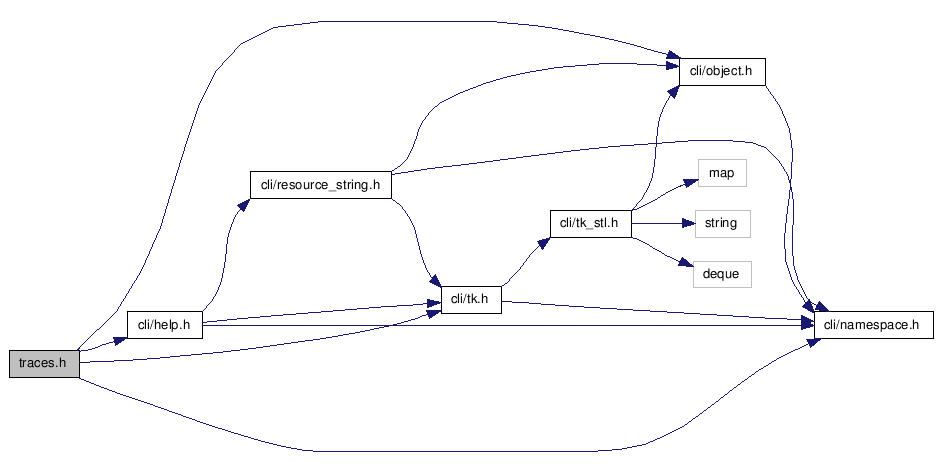 cli/object.h
map
cli/resource_string.h
string
cli/tk_stl.h
deque
cli/tk.h
cli/help.h
cli/namespace.h
traces.h